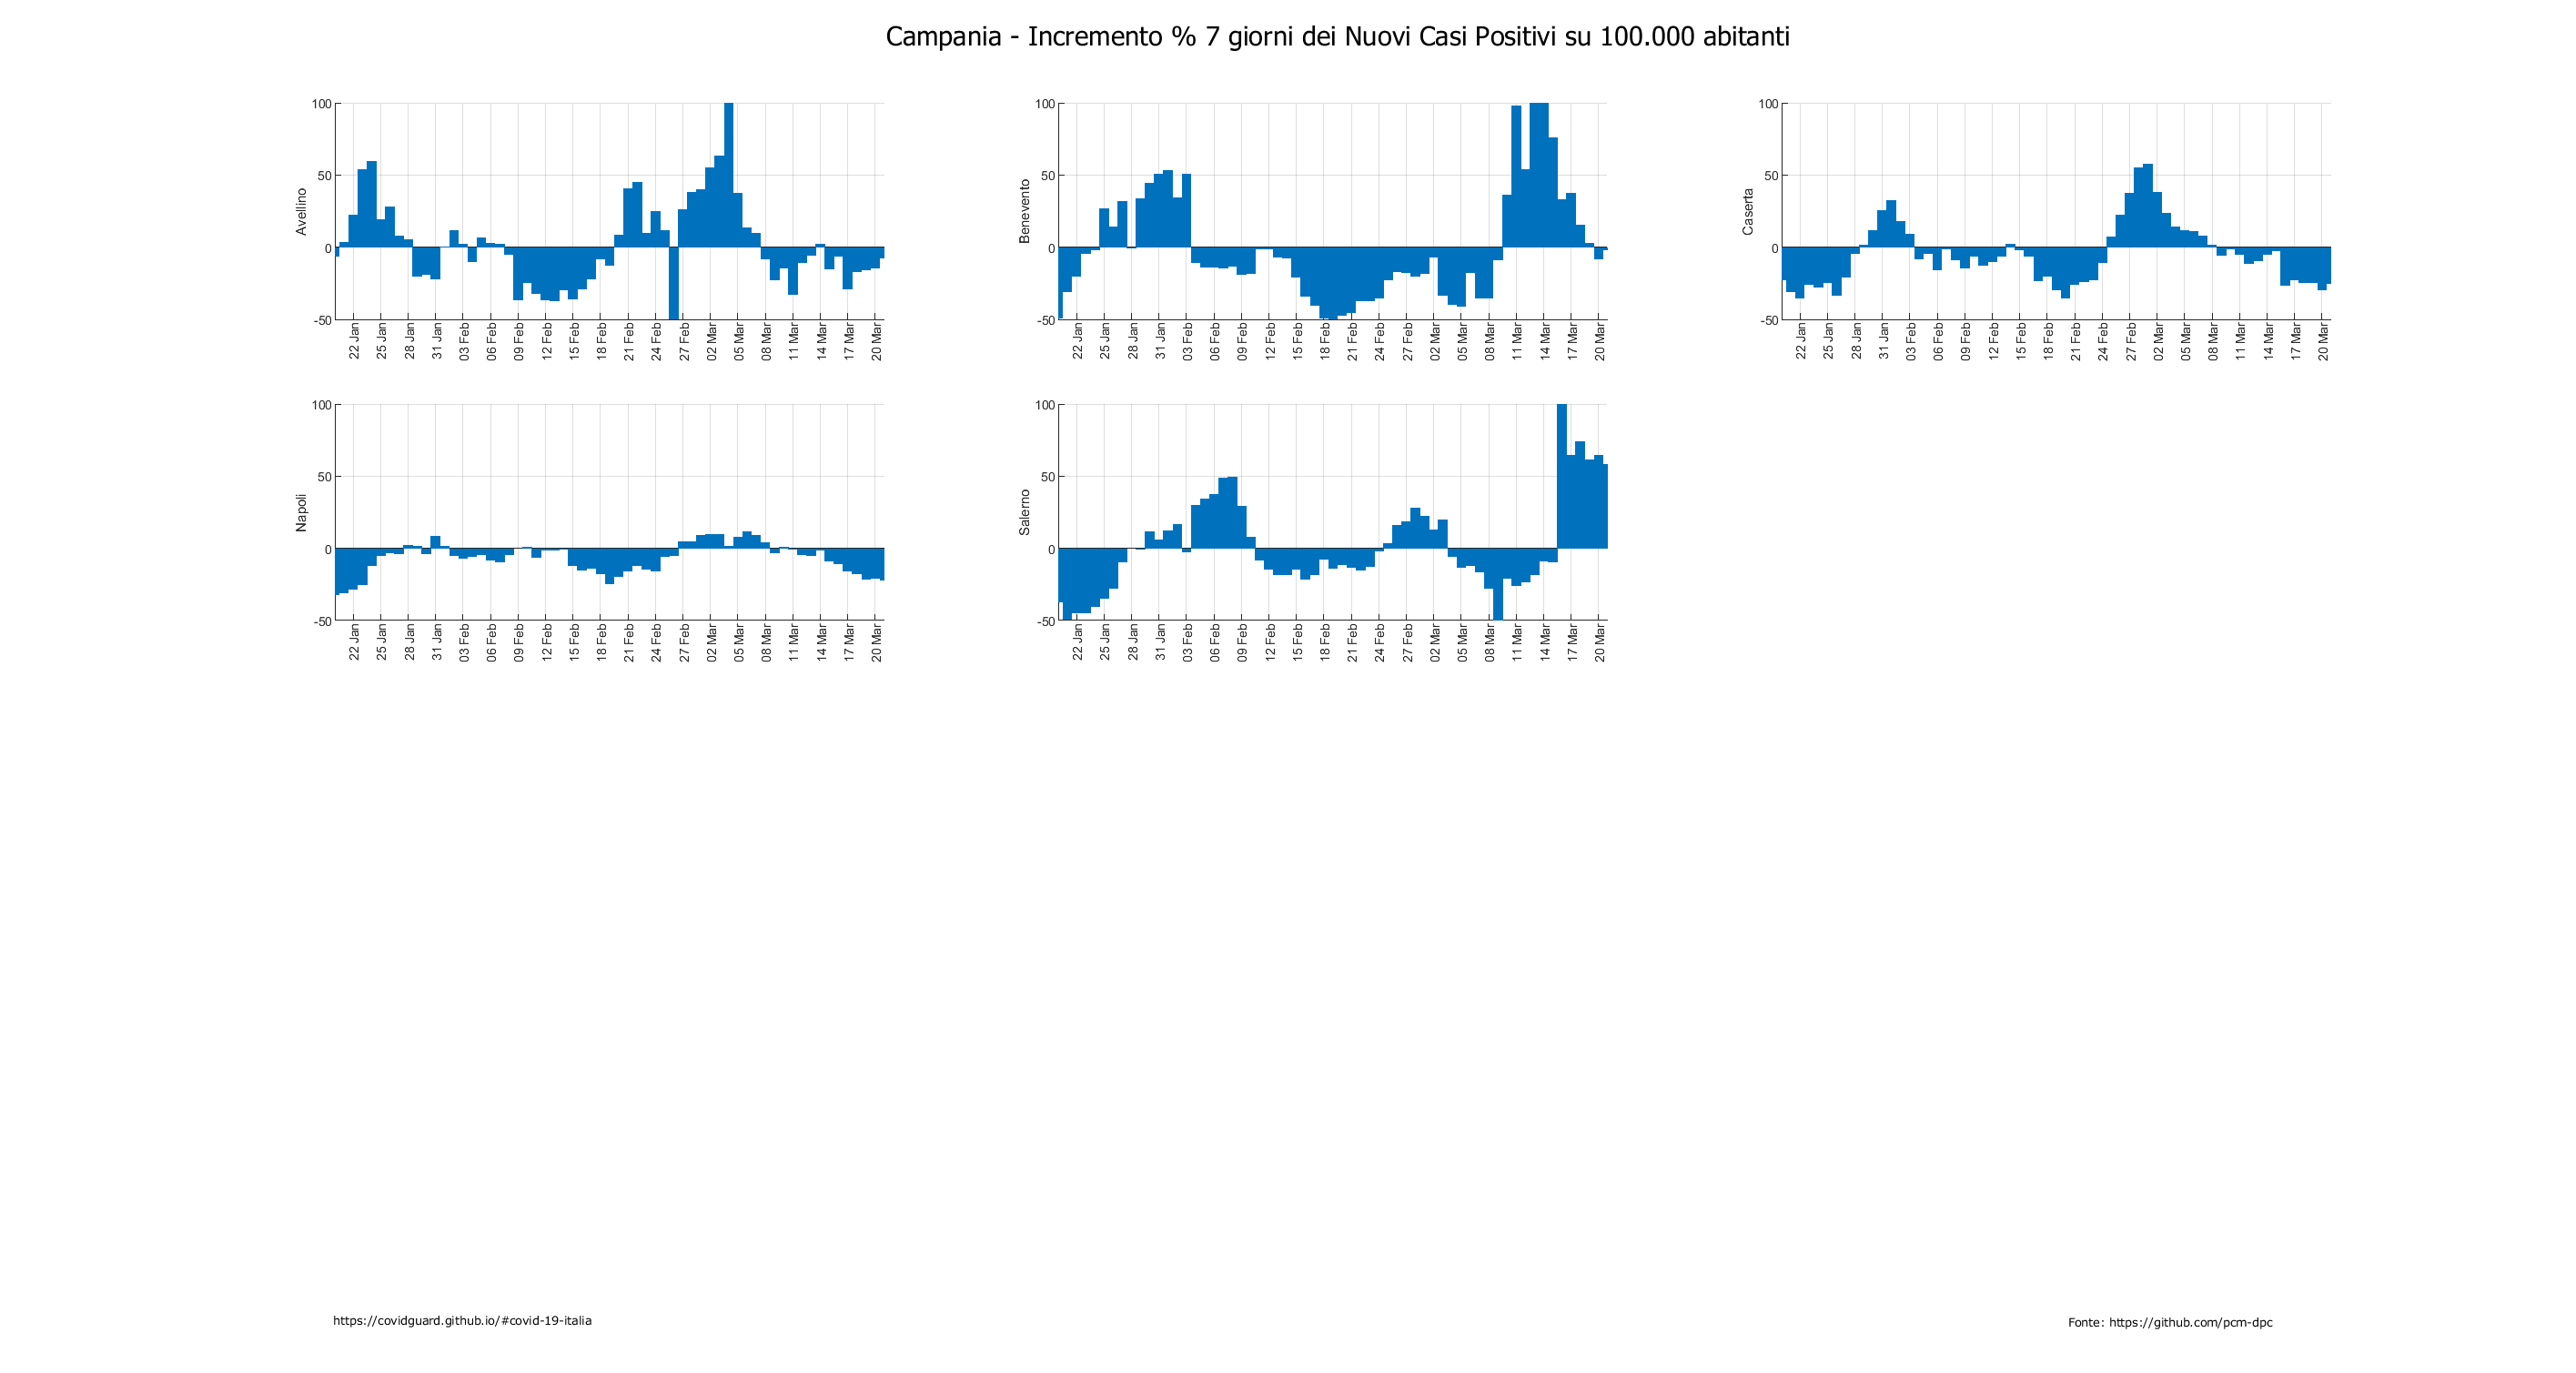 Campania - Incremento % 7 giorni dei Nuovi Casi Positivi su 100.000 abitanti
Avellino
100
50
0
-50
22 Jan 25 Jan 28 Jan 31 Jan 03 Feb 06 Feb 09 Feb 12 Feb 15 Feb 18 Feb 21 Feb 24 Feb 27 Feb 02 Mar 05 Mar 08 Mar 11 Mar 14 Mar 17 Mar 20 Mar
Benevento
100
50
0
-50
22 Jan 25 Jan 28 Jan 31 Jan 03 Feb 06 Feb 09 Feb 12 Feb 15 Feb 18 Feb 21 Feb 24 Feb 27 Feb 02 Mar 05 Mar 08 Mar 11 Mar 14 Mar 17 Mar 20 Mar
Caserta
100
50
0
-50
22 Jan 25 Jan 28 Jan 31 Jan 03 Feb 06 Feb 09 Feb 12 Feb 15 Feb 18 Feb 21 Feb 24 Feb 27 Feb 02 Mar 05 Mar 08 Mar 11 Mar 14 Mar 17 Mar 20 Mar
Napoli
100
50
0
-50
22 Jan 25 Jan 28 Jan 31 Jan 03 Feb 06 Feb 09 Feb 12 Feb 15 Feb 18 Feb 21 Feb 24 Feb 27 Feb 02 Mar 05 Mar 08 Mar 11 Mar 14 Mar 17 Mar 20 Mar
Salerno
100
50
0
-50
22 Jan 25 Jan 28 Jan 31 Jan 03 Feb 06 Feb 09 Feb 12 Feb 15 Feb 18 Feb 21 Feb 24 Feb 27 Feb 02 Mar 05 Mar 08 Mar 11 Mar 14 Mar 17 Mar 20 Mar
https://covidguard.github.io/#covid-19-italia
Fonte: https://github.com/pcm-dpc